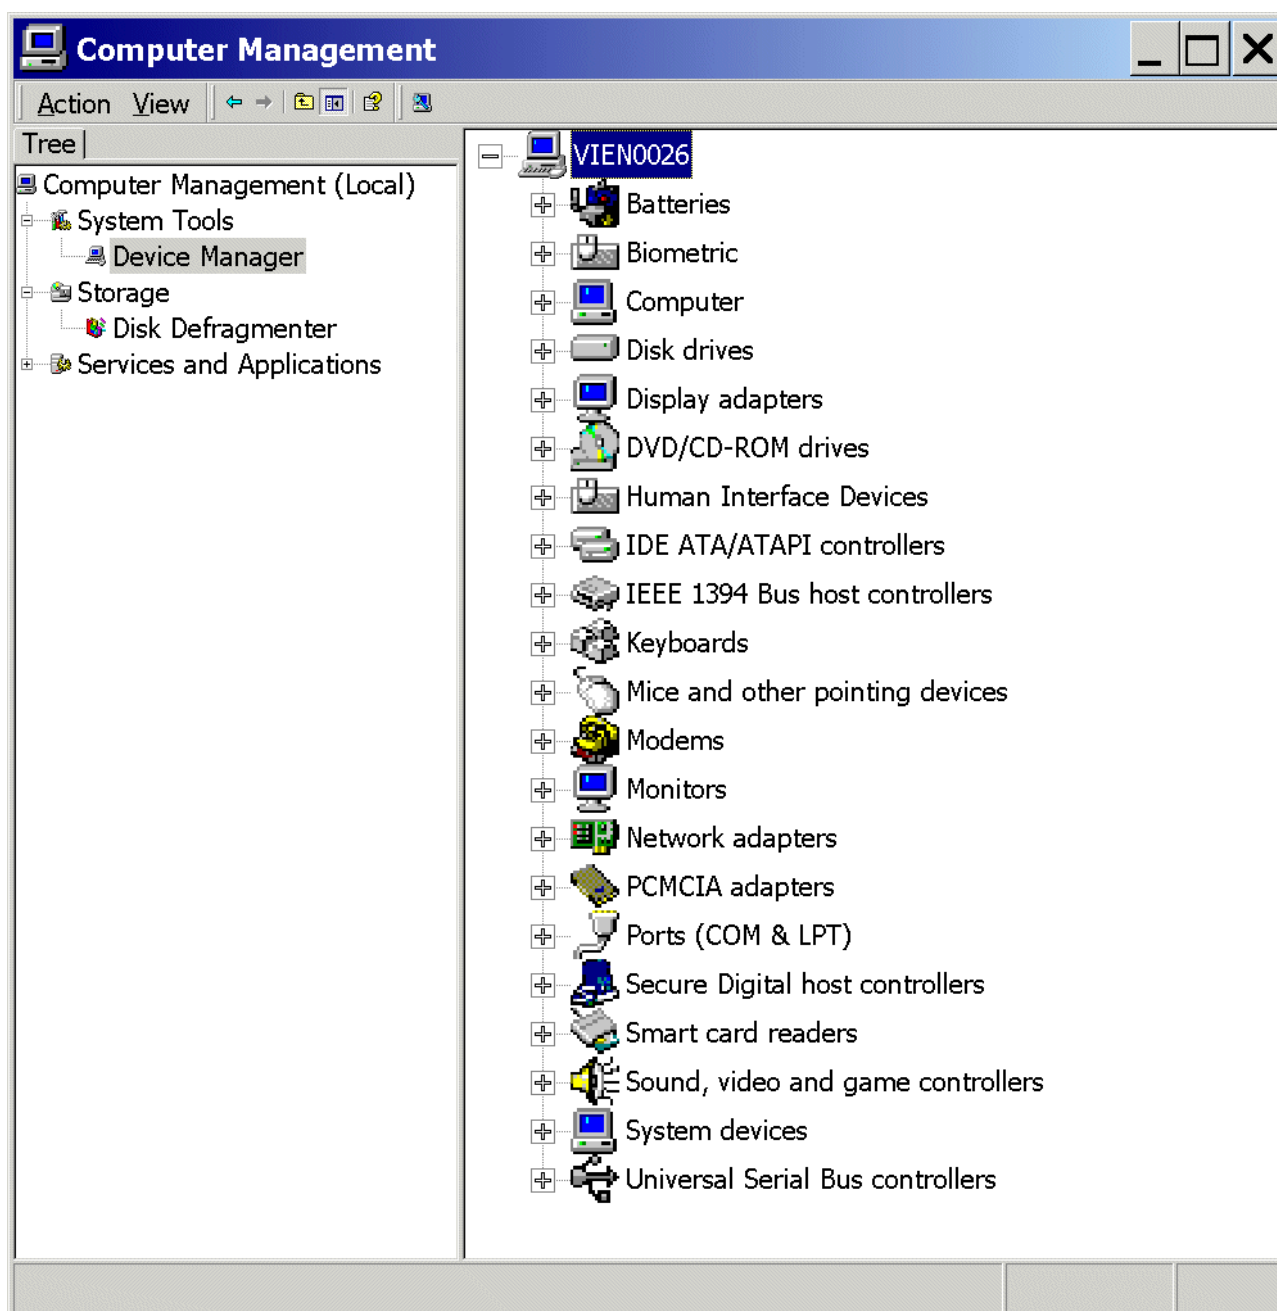 Computer Management
Action View
Tree
Computer Management (Local)
System Tools
Device Manager
Storage
Disk Defragmenter
Services and Applications
VIEN0026
Batteries
Biometric
Computer
Disk drives
Display adapters
DVD/CD-ROM drives
Human Interface Devices
IDE ATA/ATAPI controllers
IEEE 1394 Bus host controllers
Keyboards
Mice and other pointing devices
Modems
Monitors
Network adapters
PCMCIA adapters
Ports (COM & LPT)
Secure Digital host controllers
Smart card readers
Sound, video and game controllers
System devices
Universal Serial Bus controllers